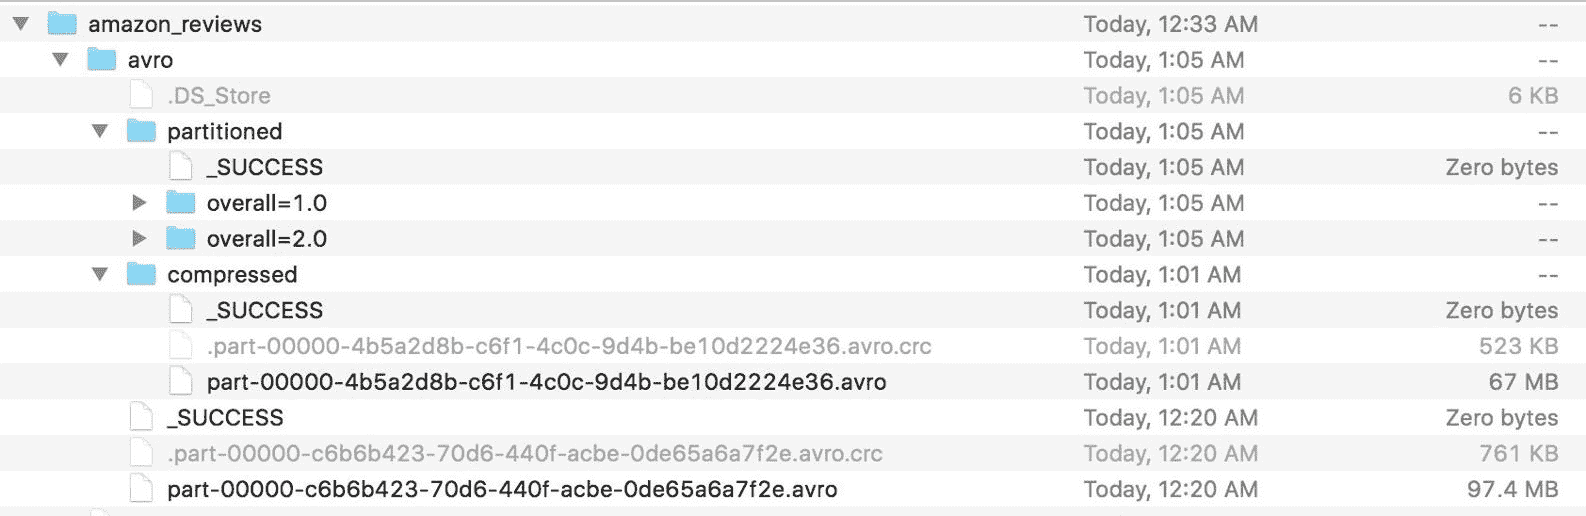 amazon_reviews Today, 12:33 AM --
avro Today, 1:05 AM --
.DS_Store Today, 1:05 AM 6 KB
partitioned Today, 1:05 AM --
_SUCCESS Today, 1:05 AM Zero bytes
overall=1.0 Today, 1:05 AM --
overall=2.0 Today, 1:05 AM --
compressed Today, 1:01 AM --
_SUCCESS Today, 1:01 AM Zero bytes
.part-00000-4b5a2d8b-c6f1-4c0c-9d4b-be10d2224e36.avro.crc Today, 1:01 AM 523 KB
part-00000-4b5a2d8b-c6f1-4c0c-9d4b-be10d2224e36.avro Today, 1:01 AM 67 MB
_SUCCESS Today, 12:20 AM Zero bytes
.part-00000-c6b6b423-70d6-440f-acbe-0de65a6a7f2e.avro.crc Today, 12:20 AM 761 KB
part-00000-c6b6b423-70d6-440f-acbe-0de65a6a7f2e.avro Today, 12:20 AM 97.4 MB